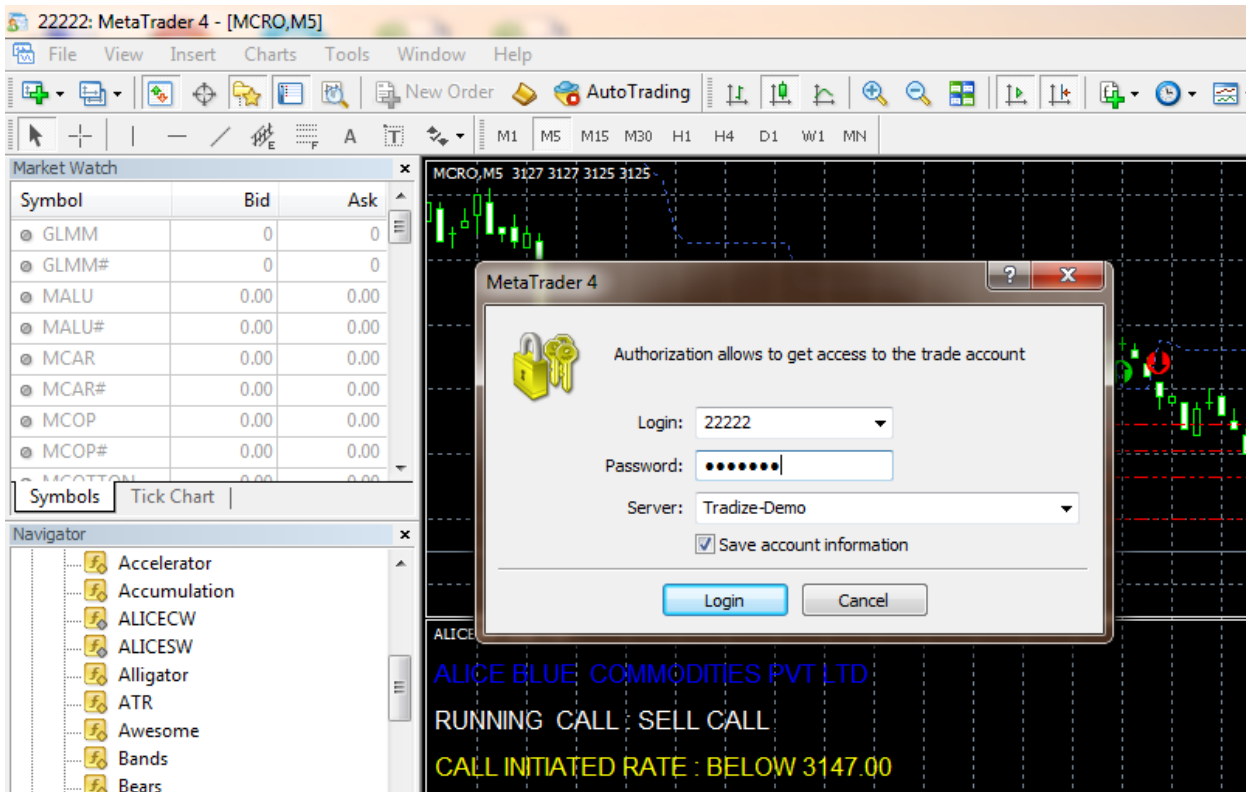 22222: MetaTrader 4 - [MCRO,M5]
File View Insert Charts Tools Window Help
New Order AutoTrading
E F A T M1 M5 M15 M30 H1 H4 D1 W1 MN
Market Watch
Symbol Bid Ask
GLMM 0 0
GLMM# 0 0
MALU 0.00 0.00
MALU# 0.00 0.00
MCAR 0.00 0.00
MCAR# 0.00 0.00
MCOP 0.00 0.00
MCOP# 0.00 0.00
MCOTTON 0.00 0.00
Symbols Tick Chart
Navigator
Accelerator
Accumulation
ALICECW
ALICESW
Alligator
ATR
Awesome
Bands
Bears
MCRO,M5 3127 3127 3125 3125
MetaTrader 4
Authorization allows to get access to the trade account
Login: 22222
Password: •••••••
Server: Tradize-Demo
Save account information
Login Cancel
ALICE BLUE COMMODITIES PVT LTD
RUNNING CALL : SELL CALL
CALL INITIATED RATE : BELOW 3147.00